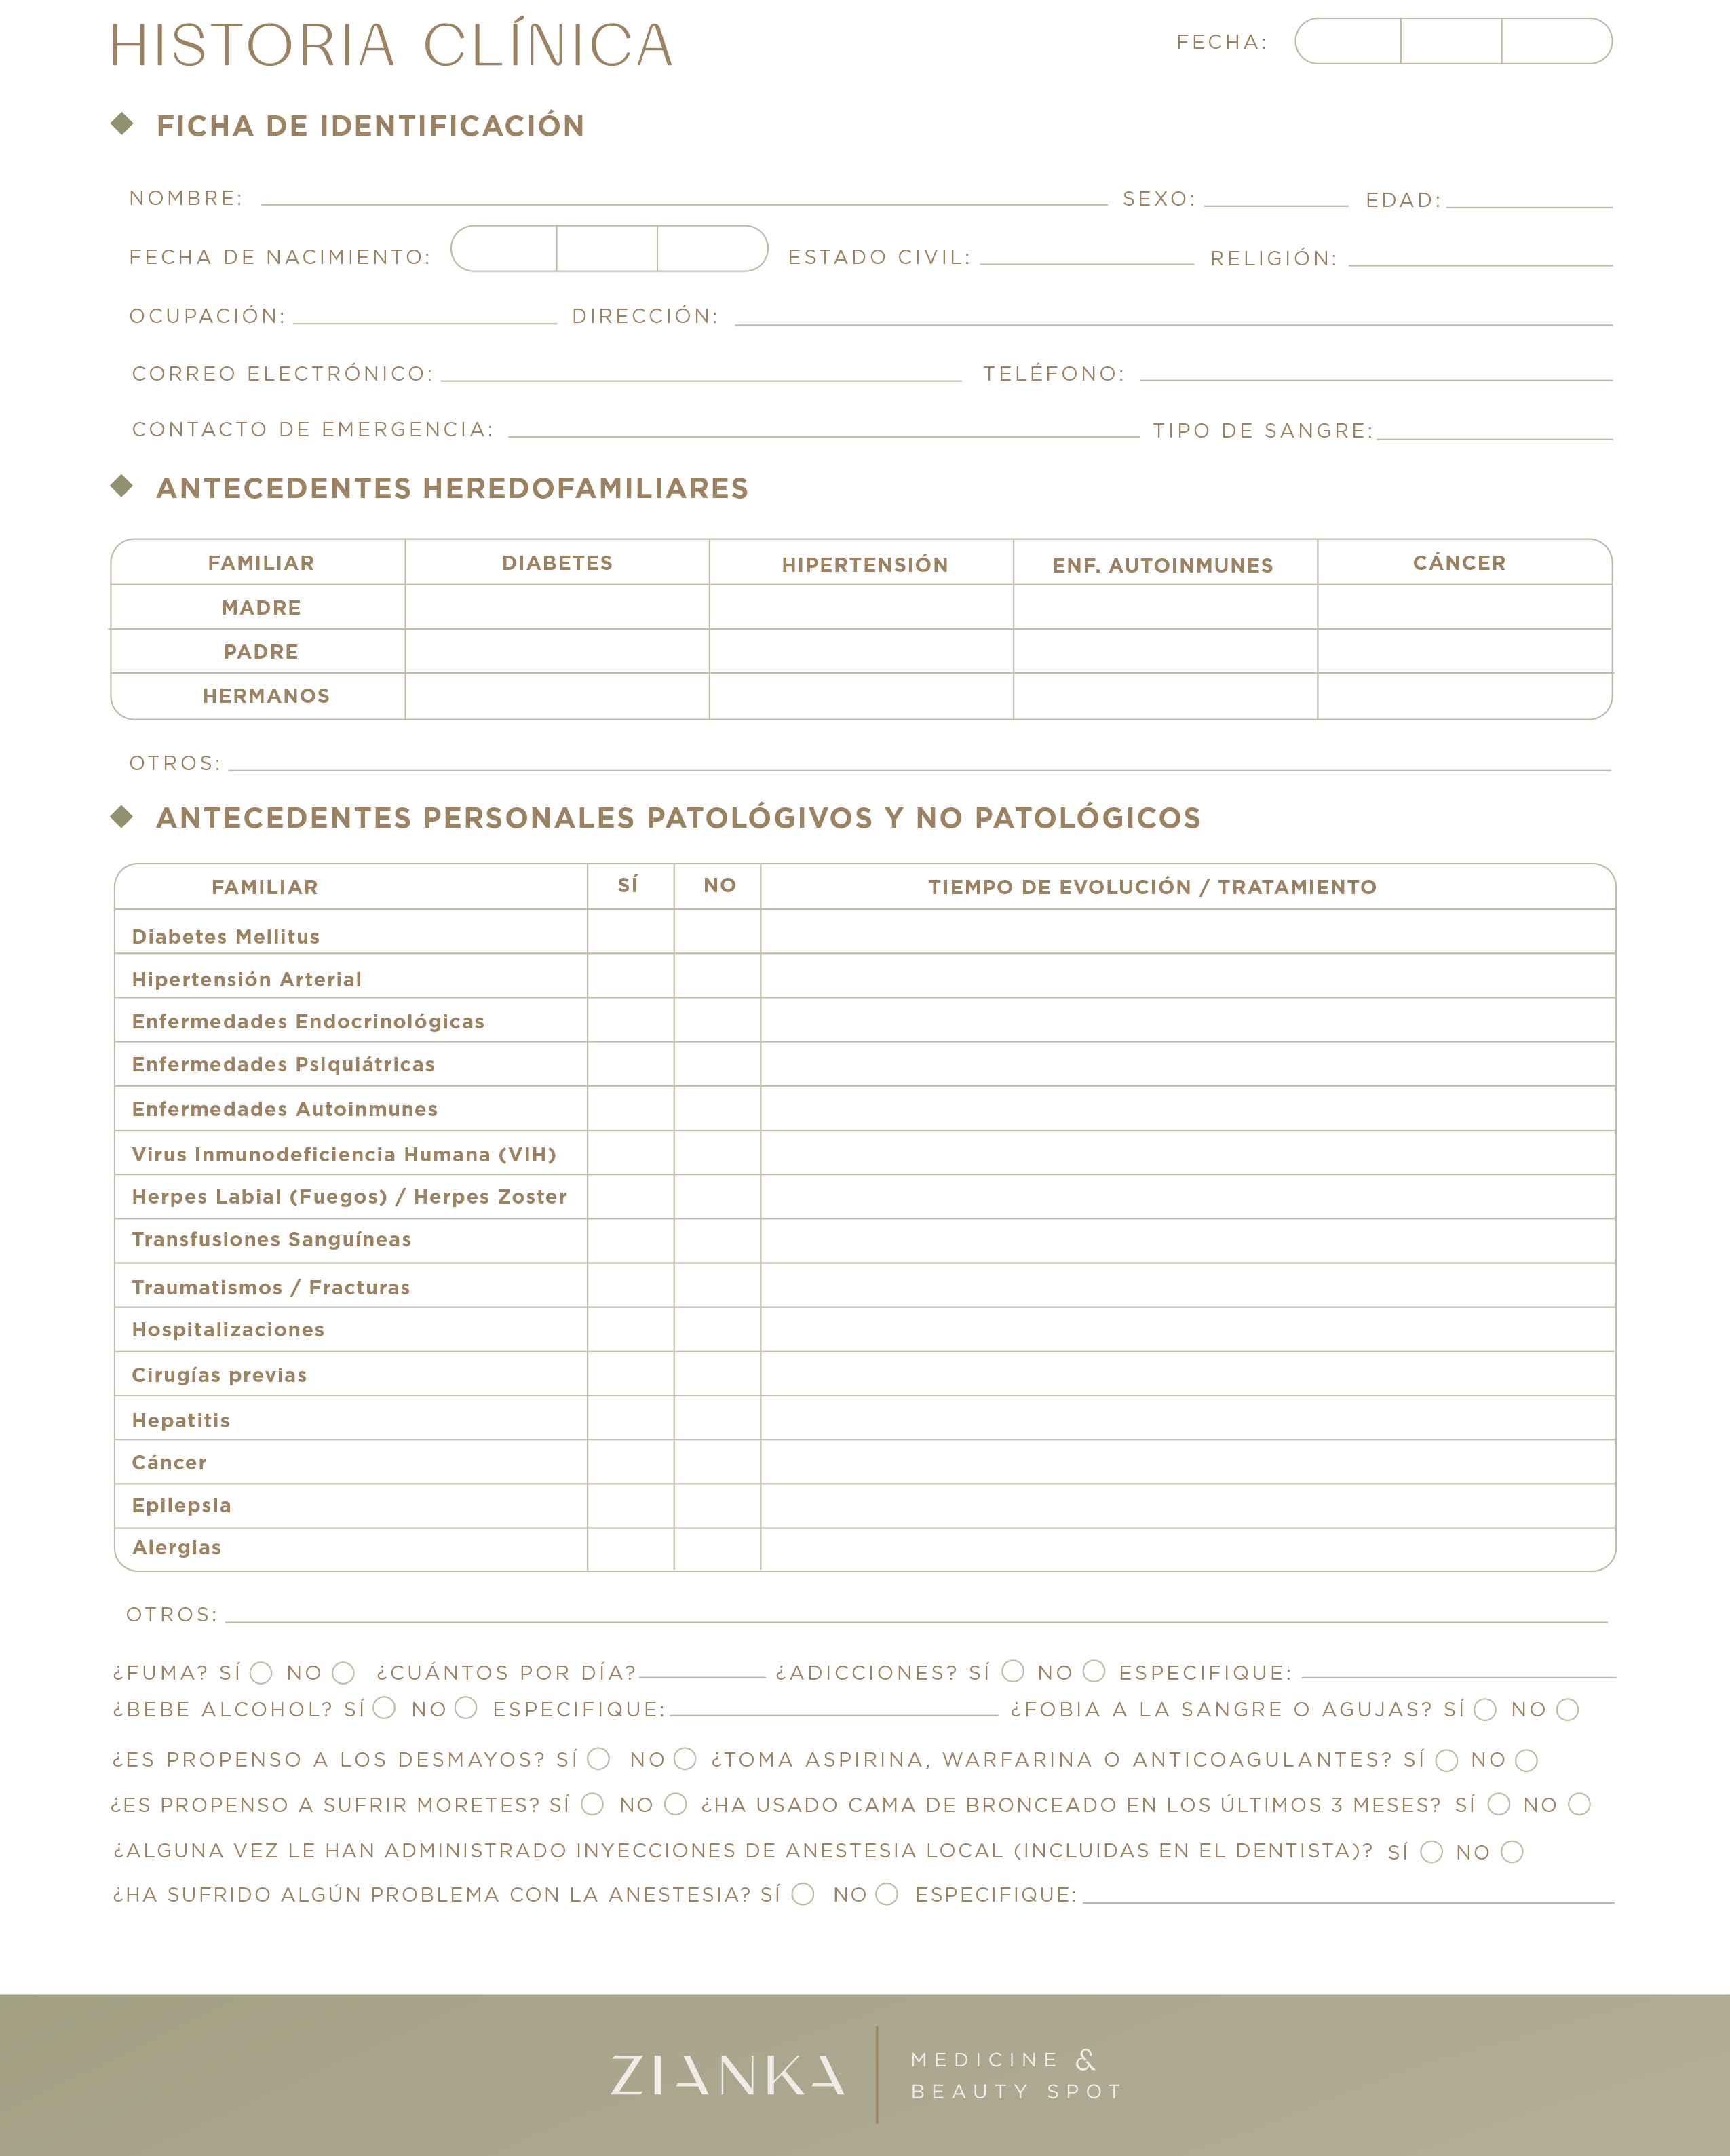 HISTORIA CLÍNICA FECHA:
FICHA DE IDENTIFICACIÓN
NOMBRE: SEXO: EDAD:
FECHA DE NACIMIENTO: ESTADO CIVIL: RELIGIÓN:
OCUPACIÓN: DIRECCIÓN:
CORREO ELECTRÓNICO: TELÉFONO:
CONTACTO DE EMERGENCIA: TIPO DE SANGRE:
ANTECEDENTES HEREDOFAMILIARES
FAMILIAR DIABETES HIPERTENSIÓN ENF. AUTOINMUNES CÁNCER
MADRE
PADRE
HERMANOS
OTROS:
ANTECEDENTES PERSONALES PATOLÓGIVOS Y NO PATOLÓGICOS
FAMILIAR SÍ NO TIEMPO DE EVOLUCIÓN / TRATAMIENTO
Diabetes Mellitus
Hipertensión Arterial
Enfermedades Endocrinológicas
Enfermedades Psiquiátricas
Enfermedades Autoinmunes
Virus Inmunodeficiencia Humana (VIH)
Herpes Labial (Fuegos) / Herpes Zoster
Transfusiones Sanguíneas
Traumatismos / Fracturas
Hospitalizaciones
Cirugías previas
Hepatitis
Cáncer
Epilepsia
Alergias
OTROS:
¿FUMA? SÍ NO ¿CUÁNTOS POR DÍA? ¿ADICCIONES? SÍ NO ESPECIFIQUE:
¿BEBE ALCOHOL? SÍ NO ESPECIFIQUE: ¿FOBIA A LA SANGRE O AGUJAS? SÍ NO
¿ES PROPENSO A LOS DESMAYOS? SÍ NO ¿TOMA ASPIRINA, WARFARINA O ANTICOAGULANTES? SÍ NO
¿ES PROPENSO A SUFRIR MORETES? SÍ NO ¿HA USADO CAMA DE BRONCEADO EN LOS ÚLTIMOS 3 MESES? SÍ NO
¿ALGUNA VEZ LE HAN ADMINISTRADO INYECCIONES DE ANESTESIA LOCAL (INCLUIDAS EN EL DENTISTA)? SÍ NO
¿HA SUFRIDO ALGÚN PROBLEMA CON LA ANESTESIA? SÍ NO ESPECIFIQUE:
ZIANKA
MEDICINE &
BEAUTY SPOT